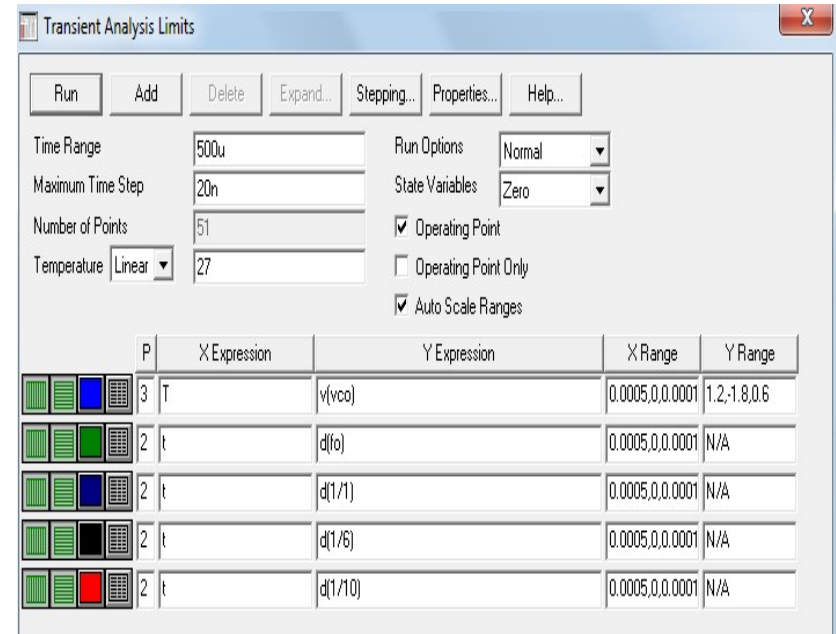 Transient Analysis Limits
X
Run Add Delete Expand... Stepping... Properties... Help...
Time Range 500u Run Options Normal
Maximum Time Step 20n State Variables Zero
Number of Points 51 Operating Point
Temperature Linear 27 Operating Point Only
Auto Scale Ranges
P X Expression Y Expression X Range Y Range
3 T v(vco) 0.0005,0,0.0001 1.2,-1.8,0.6
2 t d(fo) 0.0005,0,0.0001 N/A
2 t d(1/1) 0.0005,0,0.0001 N/A
2 t d(1/6) 0.0005,0,0.0001 N/A
2 t d(1/10) 0.0005,0,0.0001 N/A